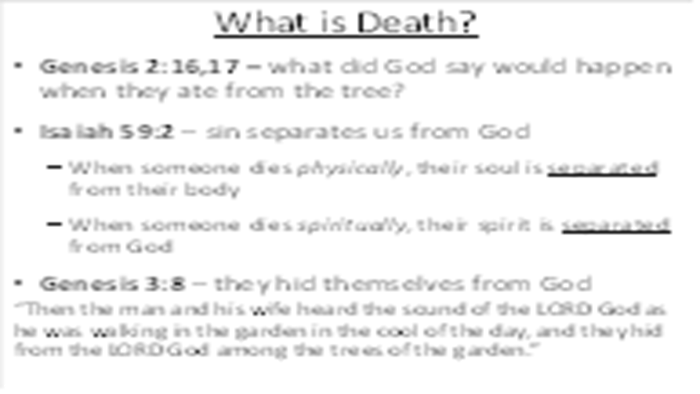 What is Death?
• Genesis 2:16,17 – what did God say would happen
when they ate from the tree?
• Isaiah 59:2 – sin separates us from God
– When someone dies physically, their soul is separated
from their body
– When someone dies spiritually, their spirit is separated
from God
• Genesis 3:8 – they hid themselves from God
"Then the man and his wife heard the sound of the LORD God as
he was walking in the garden in the cool of the day, and they hid
from the LORD God among the trees of the garden."